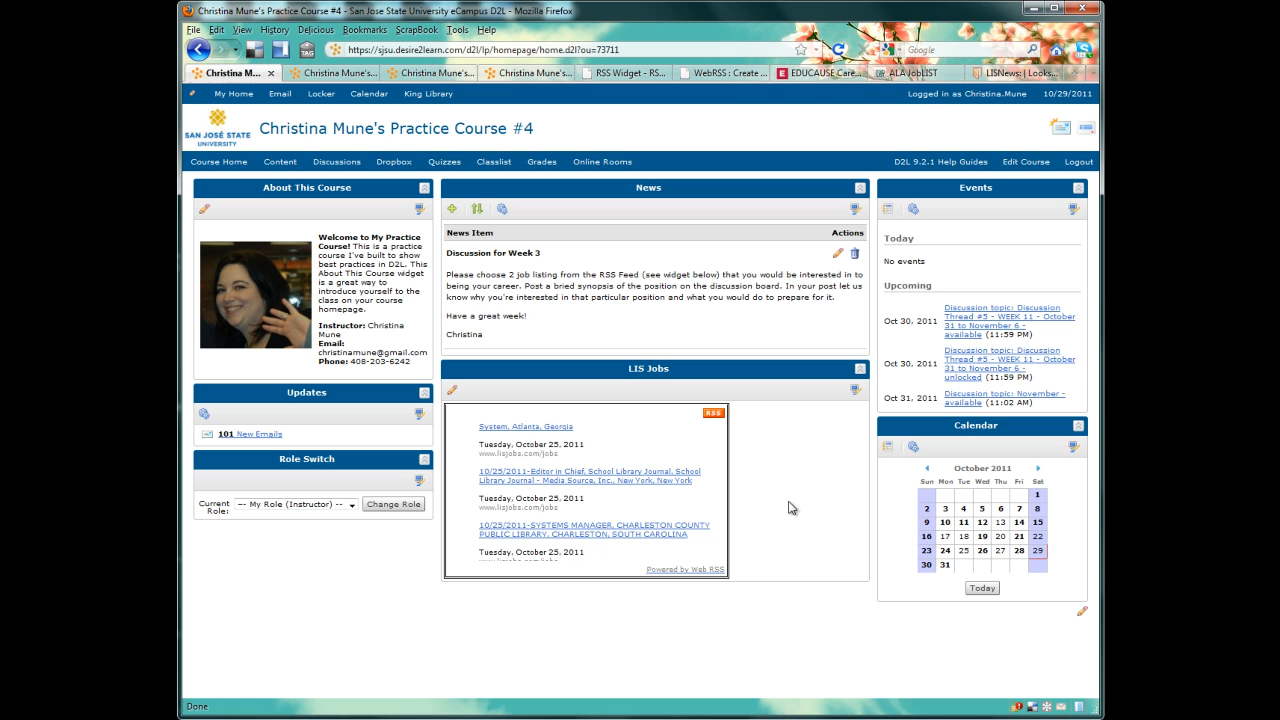 Christina Mune's Practice Course #4 - San Jose State University eCampus D2L - Mozilla Firefox
File Edit View History Delicious Bookmarks ScrapBook Tools Help
https://sjsu.desire2learn.com/d2l/lp/homepage/home.d2l?ou=73711
Google
TAG
Christina M... Christina Mune's... Christina Mune's... Christina Mune's... RSS Widget - RS... WebRSS : Create ... EDUCAUSE Care... ALA JobLIST LISNews: | Looks...
My Home Email Locker Calendar King Library
Logged in as Christina.Mune 10/29/2011
SAN JOSÉ STATE
UNIVERSITY
Christina Mune's Practice Course #4
Course Home Content Discussions Dropbox Quizzes Classlist Grades Online Rooms
D2L 9.2.1 Help Guides Edit Course Logout
About This Course
Welcome to My Practice
Course! This is a practice
course I've built to show
best practices in D2L. This
About This Course widget
is a great way to
introduce yourself to the
class on your course
homepage.
Instructor: Christina
Mune
Email:
christinamune@gmail.com
Phone: 408-203-6242
Updates
101 New Emails
Role Switch
Current
Role:
-- My Role (Instructor) --
Change Role
News
News Item Actions
Discussion for Week 3
Please choose 2 job listing from the RSS Feed (see widget below) that you would be interested in to
being your career. Post a bried synopsis of the position on the discussion board. In your post let us
know why you're interested in that particular position and what you would do to prepare for it.
Have a great week!
Christina
LIS Jobs
RSS
System, Atlanta, Georgia
Tuesday, October 25, 2011
www.lisjobs.com/jobs
10/25/2011-Editor in Chief, School Library Journal, School
Library Journal - Media Source, Inc., New York, New York
Tuesday, October 25, 2011
www.lisjobs.com/jobs
10/25/2011-SYSTEMS MANAGER, CHARLESTON COUNTY
PUBLIC LIBRARY, CHARLESTON, SOUTH CAROLINA
Tuesday, October 25, 2011
Powered by Web RSS
Events
Today
No events
Upcoming
Oct 30, 2011
Discussion topic: Discussion
Thread #5 - WEEK 11 - October
31 to November 6 -
available (11:59 PM)
Oct 30, 2011
Discussion topic: Discussion
Thread #5 - WEEK 11 - October
31 to November 6 -
unlocked (11:59 PM)
Oct 31, 2011
Discussion topic: November -
available (11:02 AM)
Calendar
October 2011
Sun Mon Tue Wed Thu Fri Sat
1
2 3 4 5 6 7 8
9 10 11 12 13 14 15
16 17 18 19 20 21 22
23 24 25 26 27 28 29
30 31
Today
Done